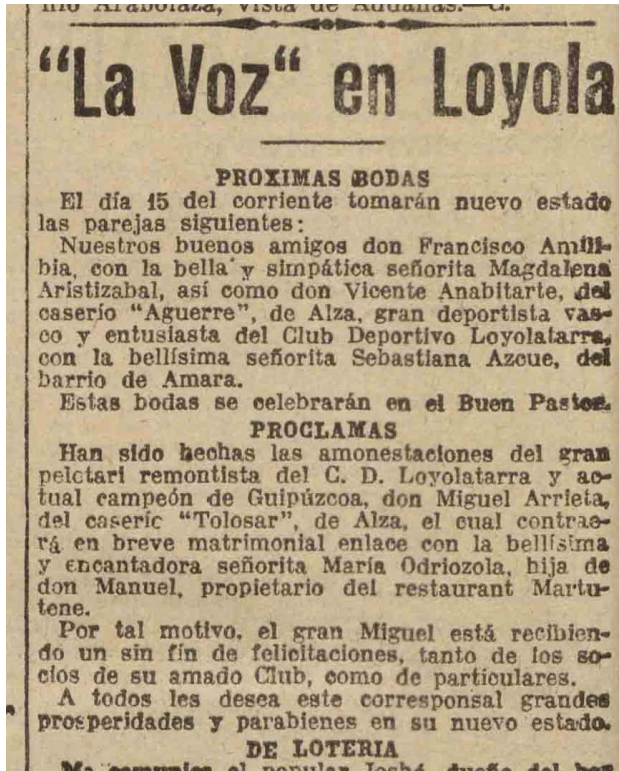 "La Voz" en Loyola
PROXIMAS BODAS
El día 15 del corriente tomarán nuevo estado
las parejas siguientes:
Nuestros buenos amigos don Francisco Amili-
bia, con la bella y simpática señorita Magdalena
Aristizabal, así como don Vicente Anabitarte, del
caserío "Aguerre", de Alza, gran deportista vas-
co y entusiasta del Club Deportivo Loyolatarra,
con la bellísima señorita Sebastiana Azcue, del
barrio de Amara.
Estas bodas se celebrarán en el Buen Pastor.
PROCLAMAS
Han sido hechas las amonestaciones del gran
pelotari remontista del C. D. Loyolatarra y ac-
tual campeón de Guipúzcoa, don Miguel Arrieta,
del caserío "Tolosar", de Alza, el cual contrae-
rá en breve matrimonial enlace con la bellísima
y encantadora señorita María Odriozola, hija de
don Manuel, propietario del restaurant Martu-
tene.
Por tal motivo, el gran Miguel está recibien-
do un sin fin de felicitaciones, tanto de los so-
cios de su amado Club, como de particulares.
A todos les desea este corresponsal grandes
prosperidades y parabienes en su nuevo estado.
DE LOTERIA